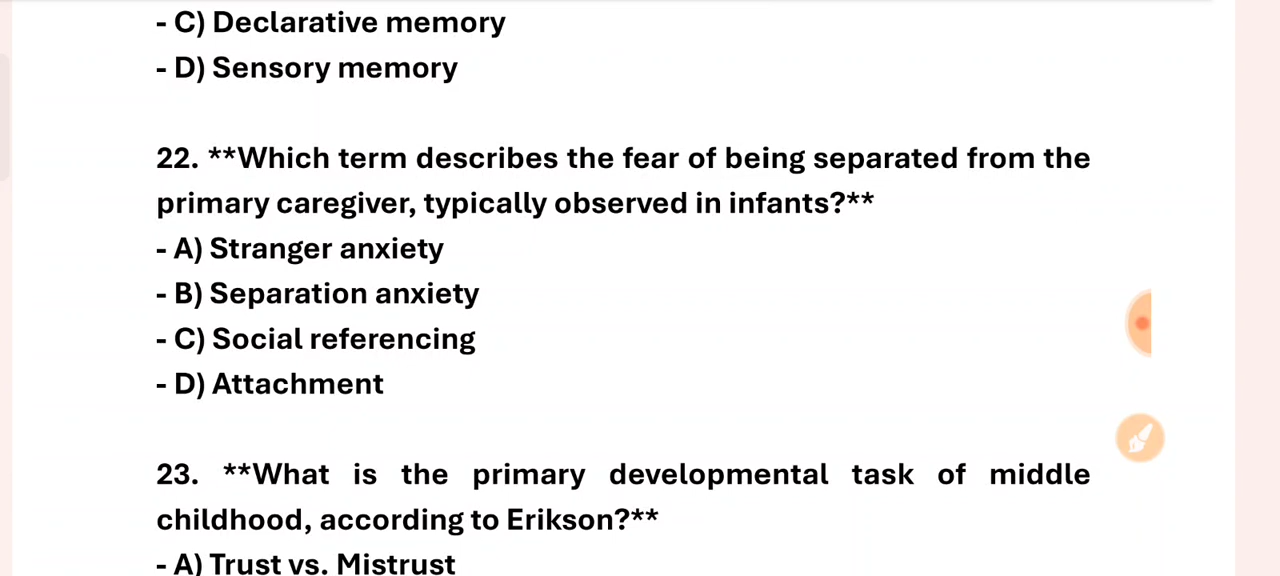 - C) Declarative memory
- D) Sensory memory
22. **Which term describes the fear of being separated from the
primary caregiver, typically observed in infants?**
- A) Stranger anxiety
- B) Separation anxiety
- C) Social referencing
- D) Attachment
23. **What is the primary developmental task of middle
childhood, according to Erikson?**
- A) Trust vs. Mistrust